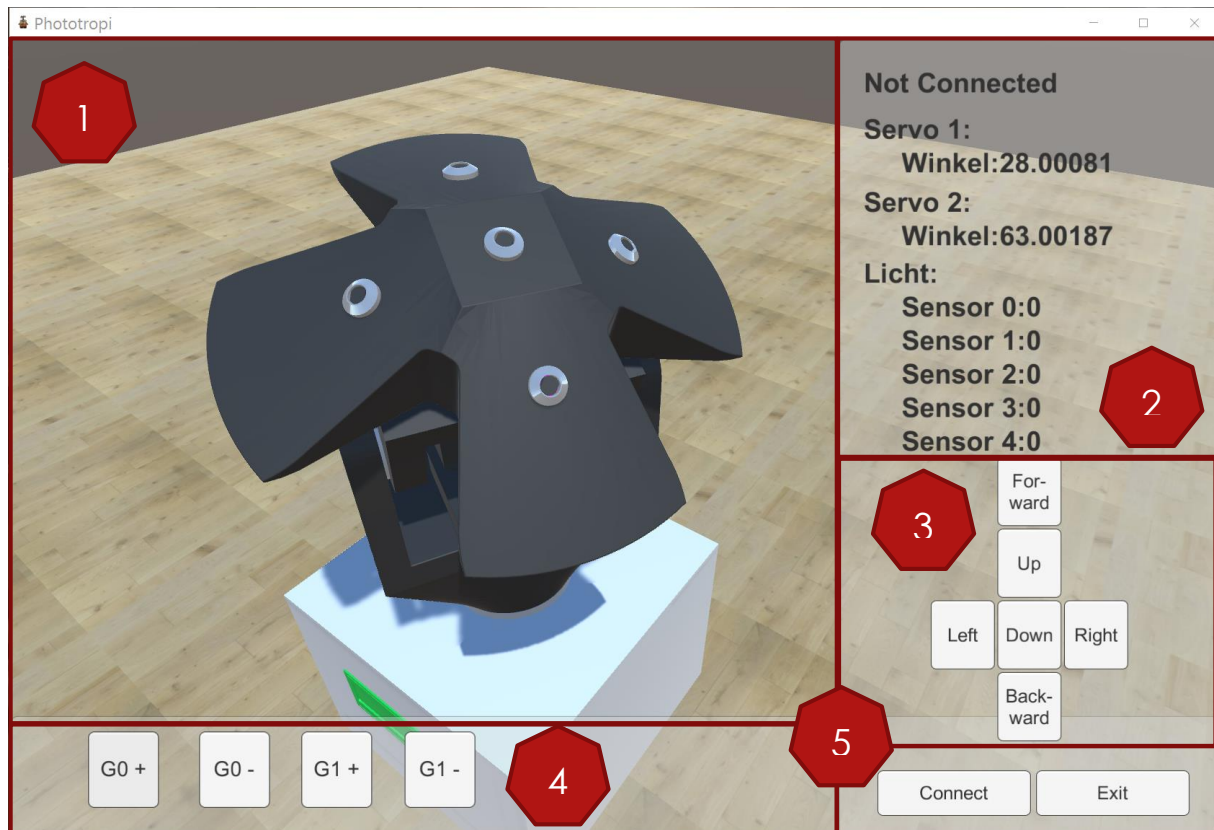 Phototropi
1
Not Connected
Servo 1:
Winkel:28.00081
Servo 2:
Winkel:63.00187
Licht:
Sensor 0:0
Sensor 1:0
Sensor 2:0
Sensor 3:0
Sensor 4:0
2
3
For-
ward
Up
Left Down Right
Back-
ward
G0 + G0 - G1 + G1 -
4
5
Connect Exit